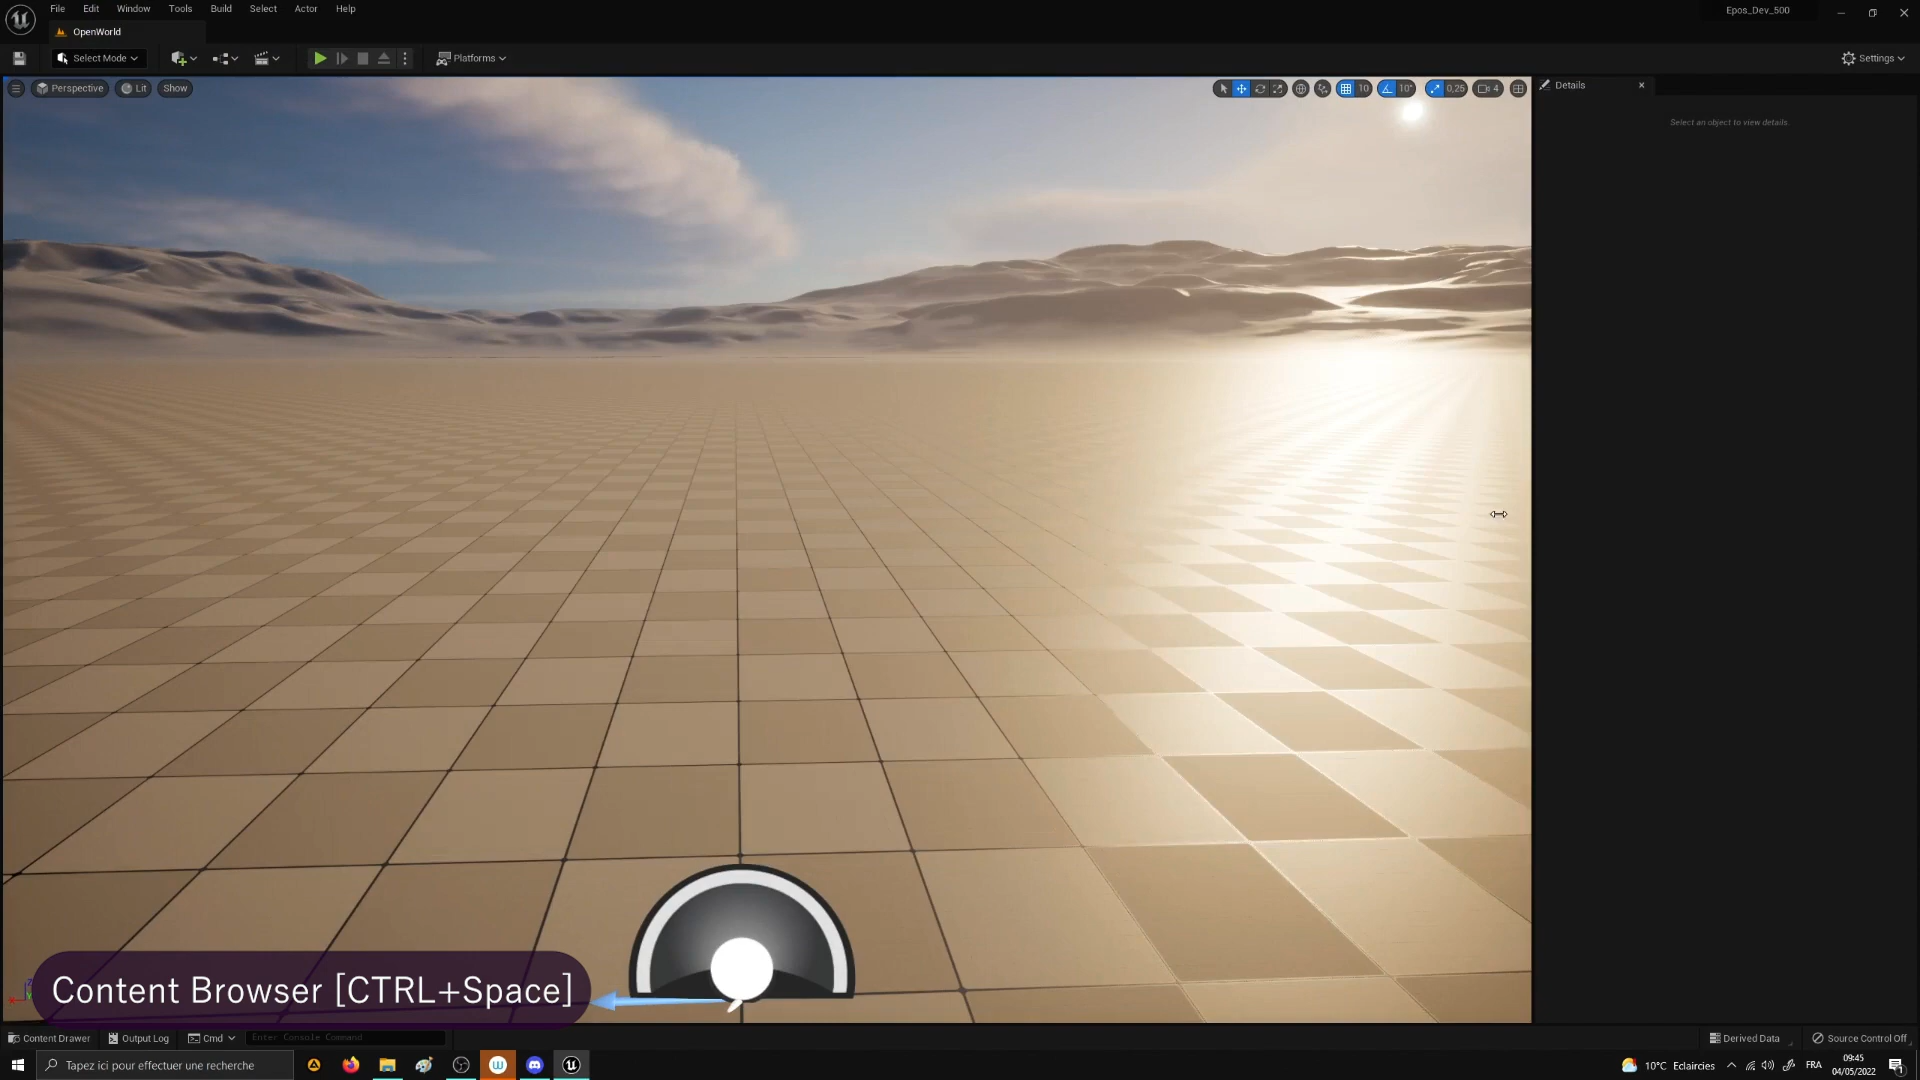 File Edit Window Tools Build Select Actor Help
Epos_Dev_500
OpenWorld
Select Mode
Platforms
Settings
Perspective Lit Show
10 10° 0,25 4
Details
Select an object to view details.
Content Browser [CTRL+Space]
Content Drawer Output Log Cmd Enter Console Command
Derived Data Source Control Off
Tapez ici pour effectuer une recherche
10°C Eclaircies FRA
09:45
04/05/2022